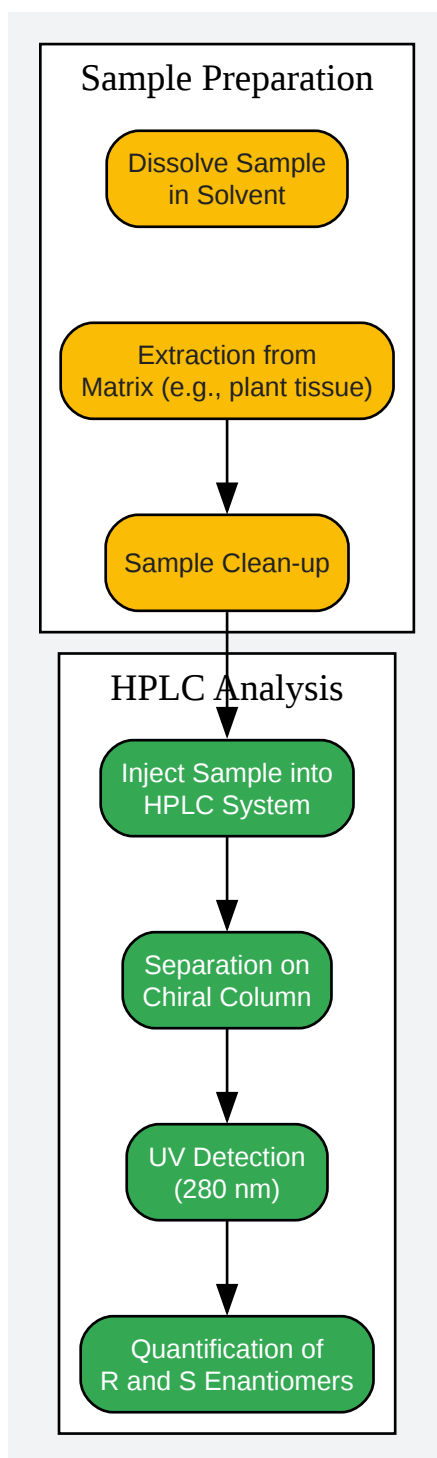 Sample Preparation
Dissolve Sample
in Solvent
Extraction from
Matrix (e.g., plant tissue)
Sample Clean-up
HPLC Analysis
Inject Sample into
HPLC System
Separation on
Chiral Column
UV Detection
(280 nm)
Quantification of
R and S Enantiomers